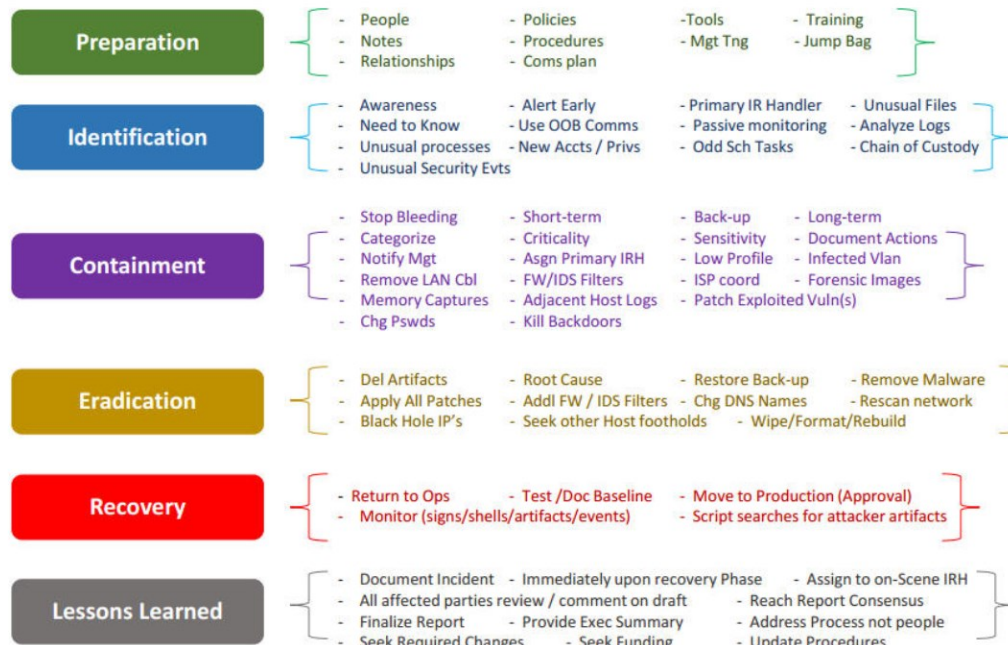 Preparation
- People - Policies -Tools - Training
- Notes - Procedures - Mgt Tng - Jump Bag
- Relationships - Coms plan
Identification
- Awareness - Alert Early - Primary IR Handler - Unusual Files
- Need to Know - Use OOB Comms - Passive monitoring - Analyze Logs
- Unusual processes - New Accts / Privs - Odd Sch Tasks - Chain of Custody
- Unusual Security Evts
Containment
- Stop Bleeding - Short-term - Back-up - Long-term
- Categorize - Criticality - Sensitivity - Document Actions
- Notify Mgt - Asgn Primary IRH - Low Profile - Infected Vlan
- Remove LAN Cbl - FW/IDS Filters - ISP coord - Forensic Images
- Memory Captures - Adjacent Host Logs - Patch Exploited Vuln(s)
- Chg Pswds - Kill Backdoors
Eradication
- Del Artifacts - Root Cause - Restore Back-up - Remove Malware
- Apply All Patches - Addl FW / IDS Filters - Chg DNS Names - Rescan network
- Black Hole IP's - Seek other Host footholds - Wipe/Format/Rebuild
Recovery
- Return to Ops - Test /Doc Baseline - Move to Production (Approval)
- Monitor (signs/shells/artifacts/events) - Script searches for attacker artifacts
Lessons Learned
- Document Incident - Immediately upon recovery Phase - Assign to on-Scene IRH
- All affected parties review / comment on draft - Reach Report Consensus
- Finalize Report - Provide Exec Summary - Address Process not people
- Seek Required Changes - Seek Funding - Update Procedures